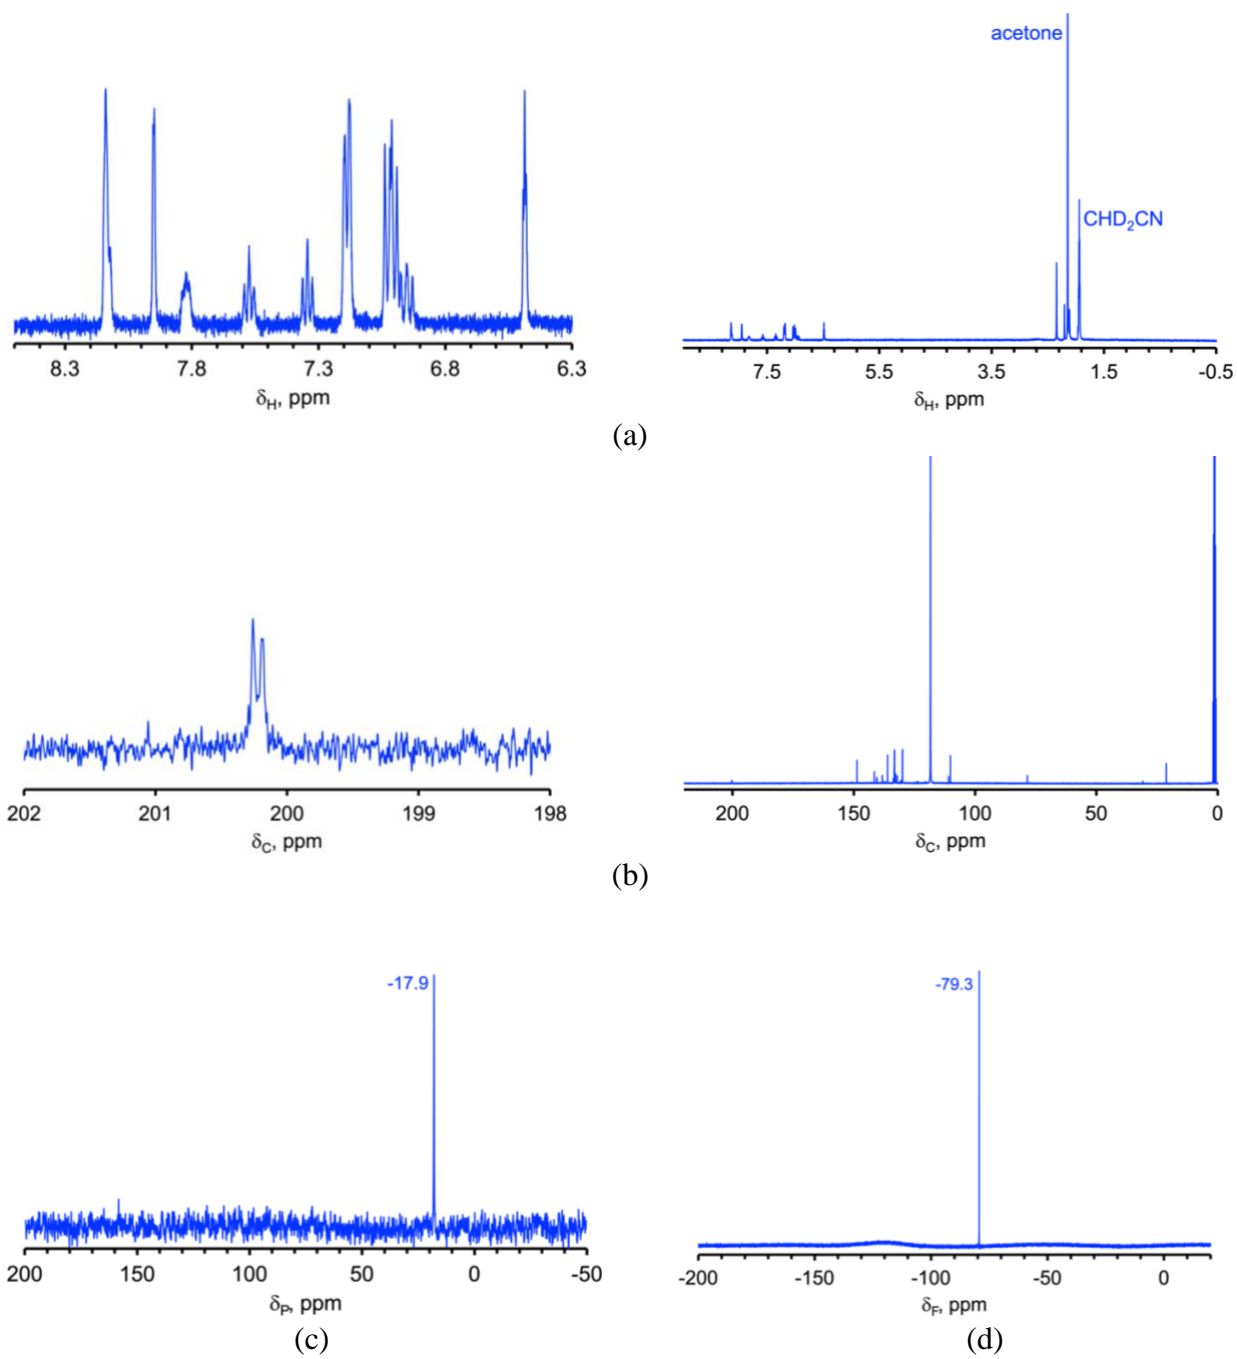 acetone
CHD₂CN
8.3 7.8 7.3 6.8 6.3
δH, ppm
7.5 5.5 3.5 1.5 -0.5
δH, ppm
(a)
202 201 200 199 198
δC, ppm
200 150 100 50 0
δC, ppm
(b)
-17.9
200 150 100 50 0 -50
δP, ppm
(c)
-79.3
-200 -150 -100 -50 0
δF, ppm
(d)